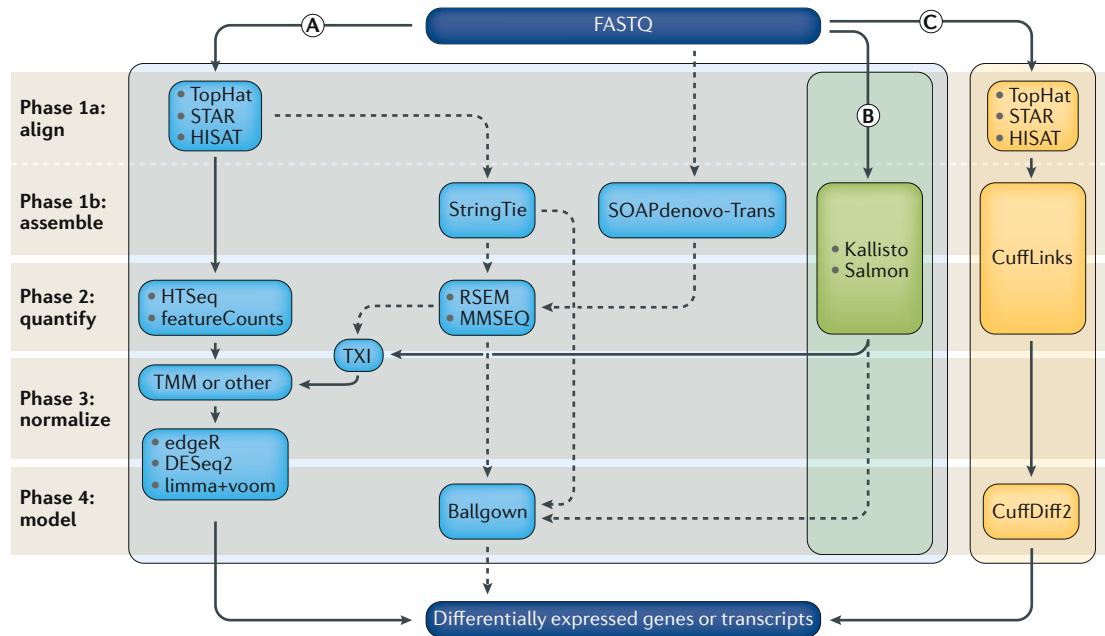 FASTQ
A
C
Phase 1a:
align
• TopHat
• STAR
• HISAT
B
• TopHat
• STAR
• HISAT
Phase 1b:
assemble
StringTie
SOAPdenovo-Trans
• Kallisto
• Salmon
CuffLinks
Phase 2:
quantify
• HTSeq
• featureCounts
• RSEM
• MMSEQ
TXI
Phase 3:
normalize
TMM or other
• edgeR
• DESeq2
• limma+voom
Phase 4:
model
Ballgown
CuffDiff2
Differentially expressed genes or transcripts